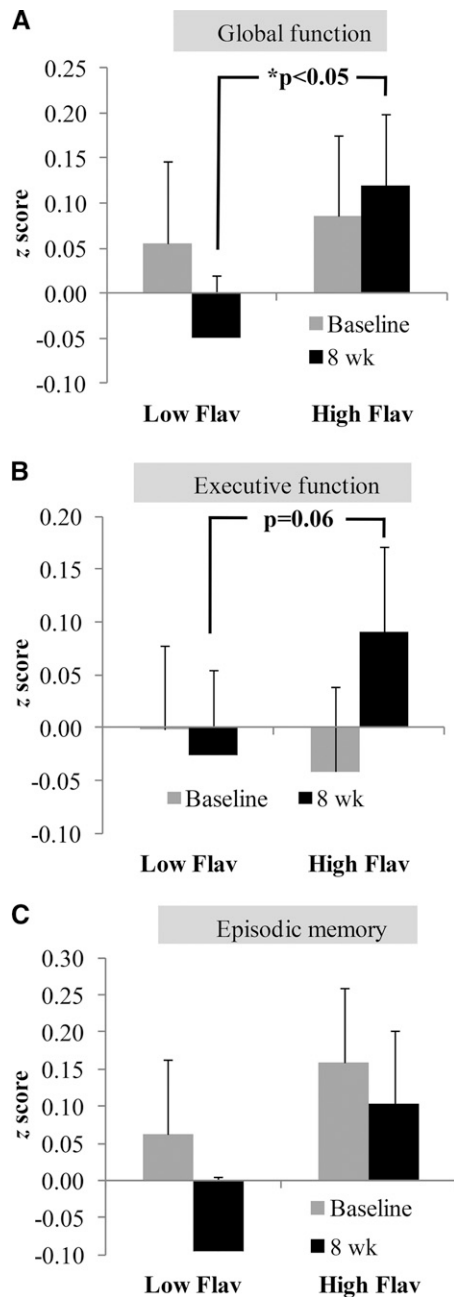 A
Global function
0.25
*p<0.05
0.20
0.15
0.10
0.05
0.00
-0.05
-0.10
z score
Baseline
8 wk
Low Flav High Flav
B
Executive function
0.20
p=0.06
0.15
0.10
0.05
0.00
-0.05
-0.10
z score
Baseline 8 wk
Low Flav High Flav
C
Episodic memory
0.30
0.25
0.20
0.15
0.10
0.05
0.00
-0.05
-0.10
z score
Baseline
8 wk
Low Flav High Flav